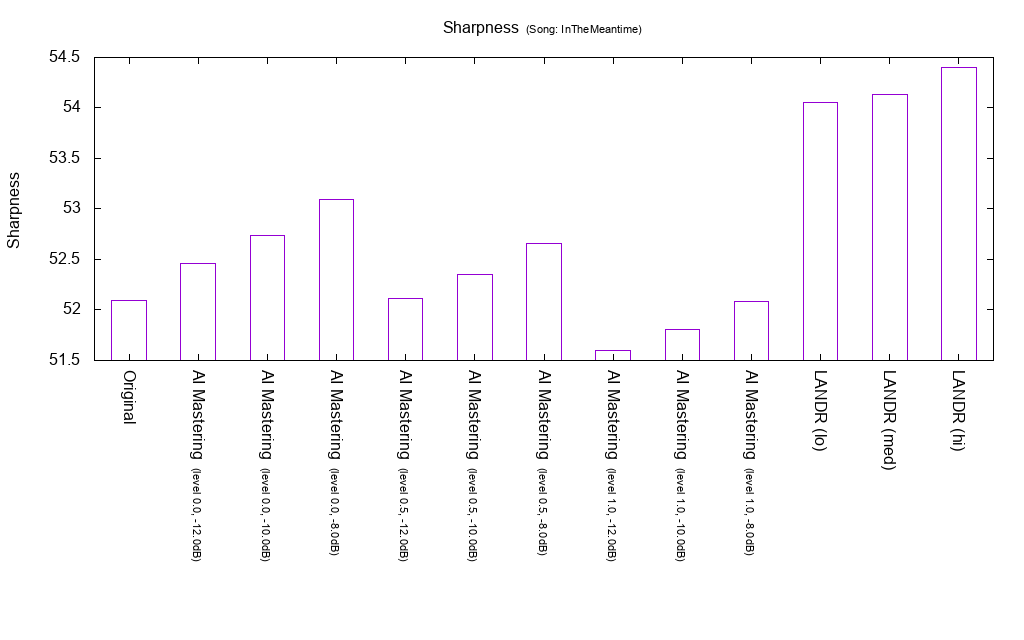 Sharpness (Song: InTheMeantime)
54.5
54
53.5
53
52.5
52
51.5
Sharpness
Original
AI Mastering (level 0.0, -12.0dB)
AI Mastering (level 0.0, -10.0dB)
AI Mastering (level 0.0, -8.0dB)
AI Mastering (level 0.5, -12.0dB)
AI Mastering (level 0.5, -10.0dB)
AI Mastering (level 0.5, -8.0dB)
AI Mastering (level 1.0, -12.0dB)
AI Mastering (level 1.0, -10.0dB)
AI Mastering (level 1.0, -8.0dB)
LANDR (lo)
LANDR (med)
LANDR (hi)